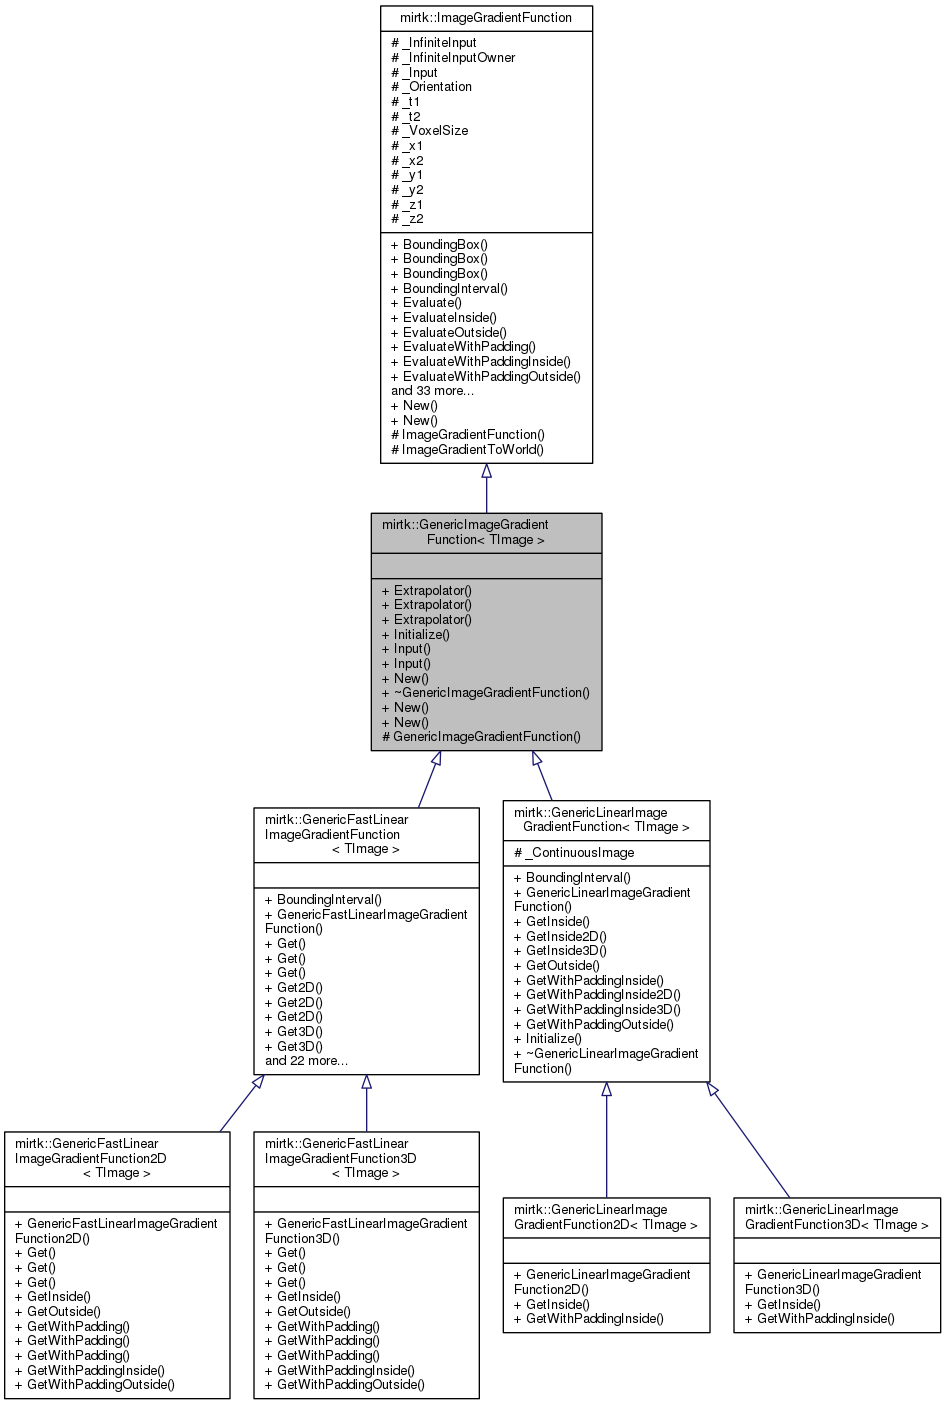 mirtk::ImageGradientFunction
# _InfiniteInput
# _InfiniteInputOwner
# _Input
# _Orientation
# _t1
# _t2
# _VoxelSize
# _x1
# _x2
# _y1
# _y2
# _z1
# _z2
+ BoundingBox()
+ BoundingBox()
+ BoundingBox()
+ BoundingInterval()
+ Evaluate()
+ EvaluateInside()
+ EvaluateOutside()
+ EvaluateWithPadding()
+ EvaluateWithPaddingInside()
+ EvaluateWithPaddingOutside()
and 33 more...
+ New()
+ New()
# ImageGradientFunction()
# ImageGradientToWorld()
mirtk::GenericImageGradient
Function< TImage >
+ Extrapolator()
+ Extrapolator()
+ Extrapolator()
+ Initialize()
+ Input()
+ Input()
+ New()
+ ~GenericImageGradientFunction()
+ New()
+ New()
# GenericImageGradientFunction()
mirtk::GenericFastLinear
ImageGradientFunction
< TImage >
+ BoundingInterval()
+ GenericFastLinearImageGradient
Function()
+ Get()
+ Get()
+ Get()
+ Get2D()
+ Get2D()
+ Get2D()
+ Get3D()
+ Get3D()
and 22 more...
mirtk::GenericLinearImage
GradientFunction< TImage >
# _ContinuousImage
+ BoundingInterval()
+ GenericLinearImageGradient
Function()
+ GetInside()
+ GetInside2D()
+ GetInside3D()
+ GetOutside()
+ GetWithPaddingInside()
+ GetWithPaddingInside2D()
+ GetWithPaddingInside3D()
+ GetWithPaddingOutside()
+ Initialize()
+ ~GenericLinearImageGradient
Function()
mirtk::GenericFastLinear
ImageGradientFunction2D
< TImage >
+ GenericFastLinearImageGradient
Function2D()
+ Get()
+ Get()
+ Get()
+ GetInside()
+ GetOutside()
+ GetWithPadding()
+ GetWithPadding()
+ GetWithPadding()
+ GetWithPaddingInside()
+ GetWithPaddingOutside()
mirtk::GenericFastLinear
ImageGradientFunction3D
< TImage >
+ GenericFastLinearImageGradient
Function3D()
+ Get()
+ Get()
+ Get()
+ GetInside()
+ GetOutside()
+ GetWithPadding()
+ GetWithPadding()
+ GetWithPadding()
+ GetWithPaddingInside()
+ GetWithPaddingOutside()
mirtk::GenericLinearImage
GradientFunction2D< TImage >
+ GenericLinearImageGradient
Function2D()
+ GetInside()
+ GetWithPaddingInside()
mirtk::GenericLinearImage
GradientFunction3D< TImage >
+ GenericLinearImageGradient
Function3D()
+ GetInside()
+ GetWithPaddingInside()